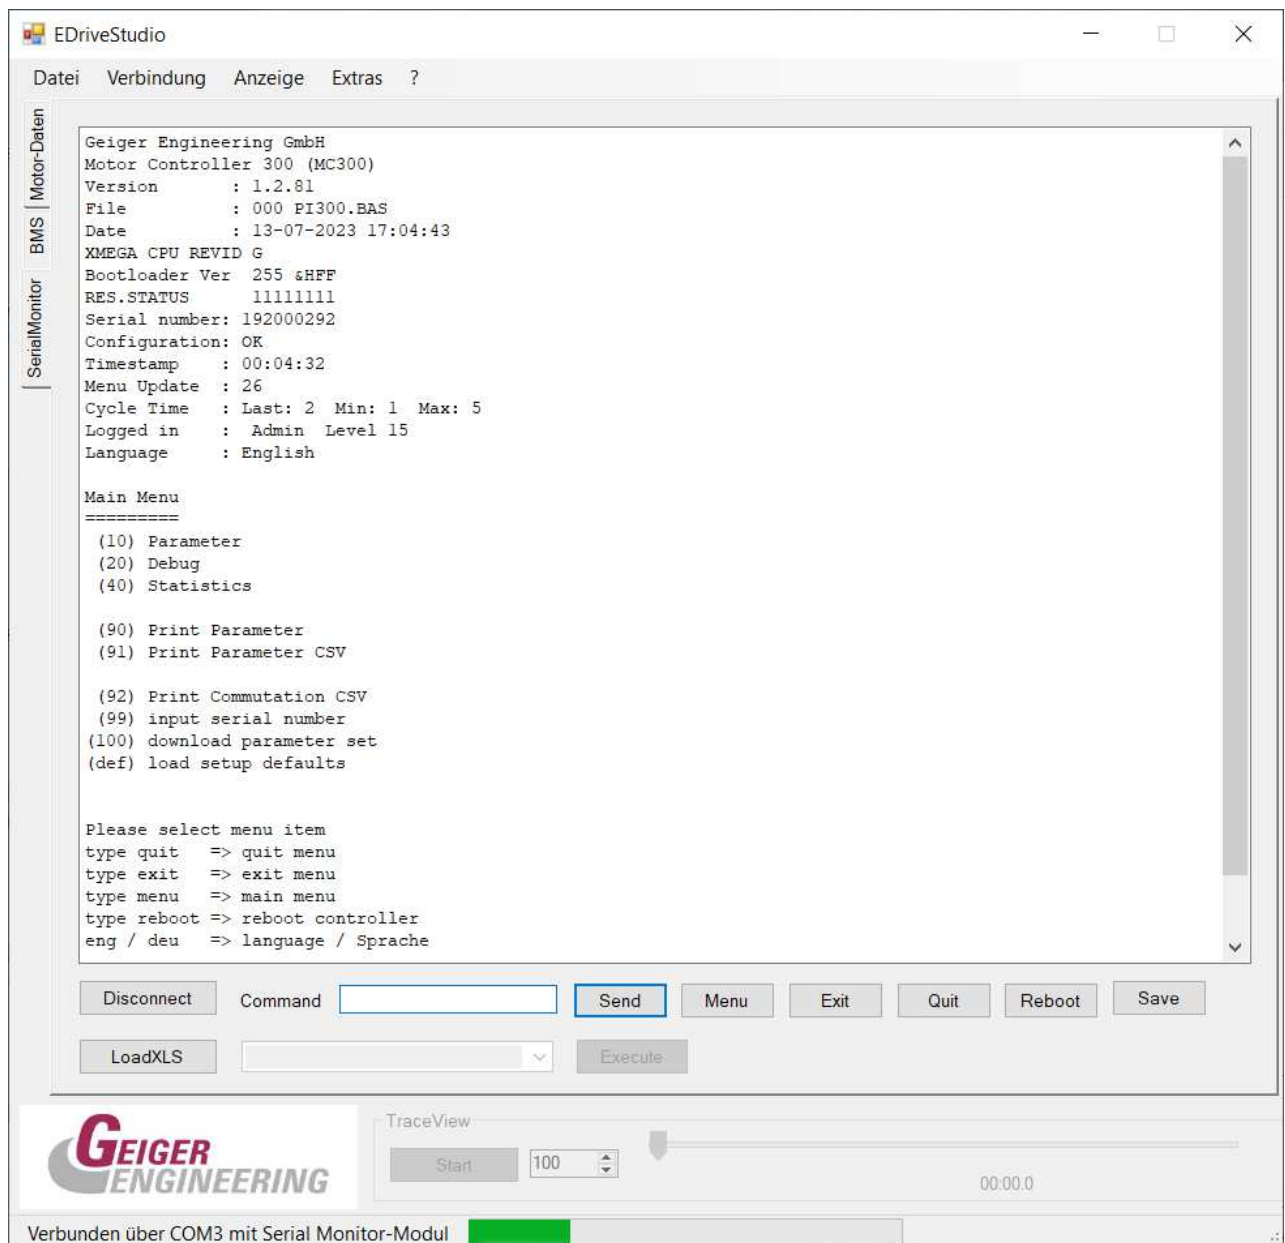 EDriveStudio
Datei Verbindung Anzeige Extras ?
Motor-Daten
BMS
SerialMonitor
Geiger Engineering GmbH
Motor Controller 300 (MC300)
Version : 1.2.81
File : 000 PI300.BAS
Date : 13-07-2023 17:04:43
XMEGA CPU REVID G
Bootloader Ver 255 &HFF
RES.STATUS 11111111
Serial number: 192000292
Configuration: OK
Timestamp : 00:04:32
Menu Update : 26
Cycle Time : Last: 2 Min: 1 Max: 5
Logged in : Admin Level 15
Language : English
Main Menu
=========
(10) Parameter
(20) Debug
(40) Statistics
(90) Print Parameter
(91) Print Parameter CSV
(92) Print Commutation CSV
(99) input serial number
(100) download parameter set
(def) load setup defaults
Please select menu item
type quit => quit menu
type exit => exit menu
type menu => main menu
type reboot => reboot controller
eng / deu => language / Sprache
Disconnect Command Send Menu Exit Quit Reboot Save
LoadXLS Execute
GEIGER
ENGINEERING
TraceView
Start 100
00:00.0
Verbunden über COM3 mit Serial Monitor-Modul